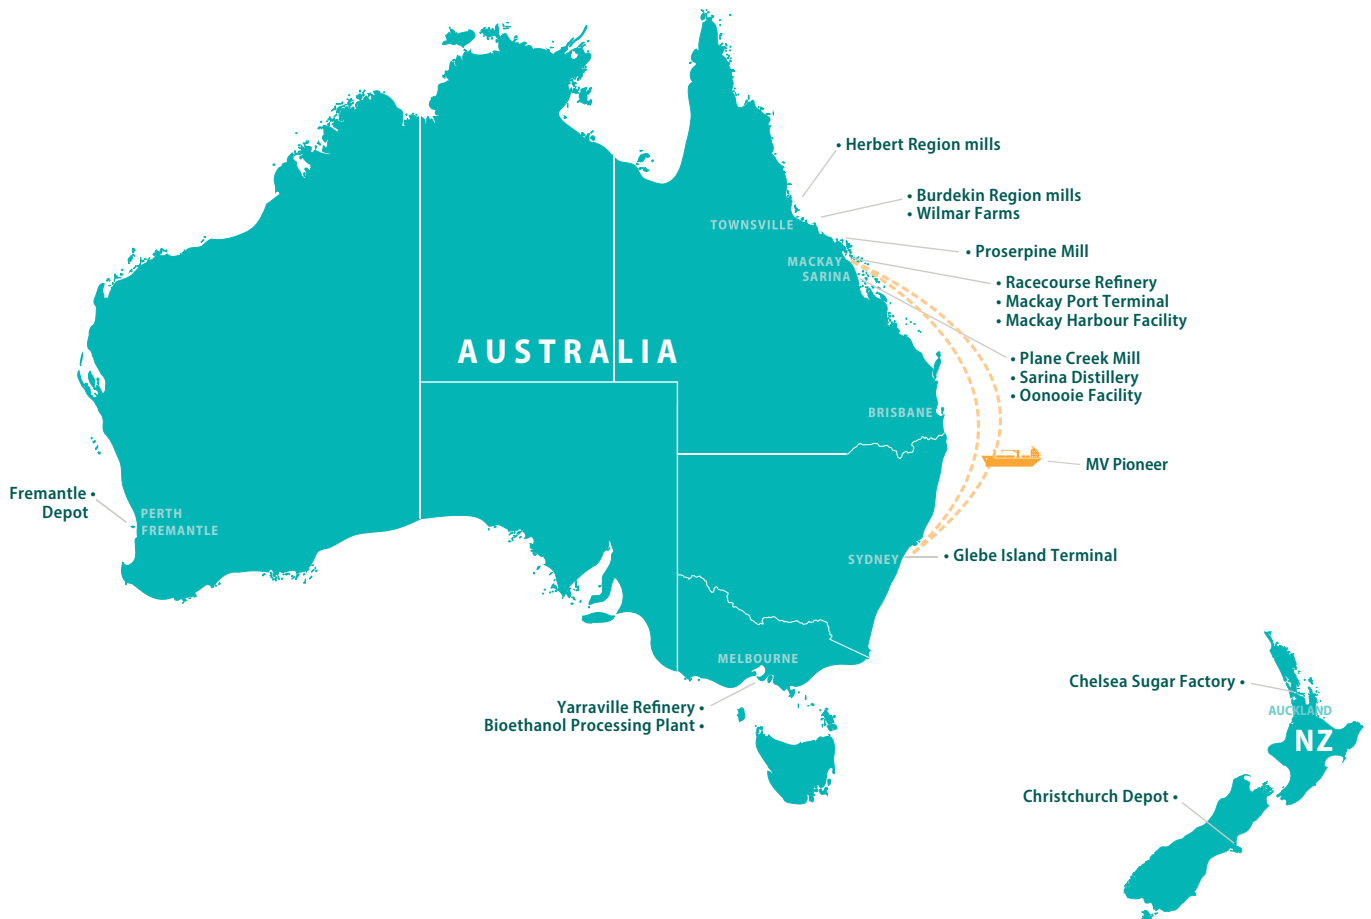 • Herbert Region mills
• Burdekin Region mills
• Wilmar Farms
TOWNSVILLE
• Proserpine Mill
MACKAY
SARINA
• Racecourse Refinery
• Mackay Port Terminal
• Mackay Harbour Facility
AUSTRALIA
• Plane Creek Mill
• Sarina Distillery
• Oonooie Facility
BRISBANE
MV Pioneer
Fremantle •
Depot
PERTH
FREMANTLE
SYDNEY
• Glebe Island Terminal
MELBOURNE
Yarraville Refinery •
Bioethanol Processing Plant •
Chelsea Sugar Factory •
AUCKLAND
NZ
Christchurch Depot •